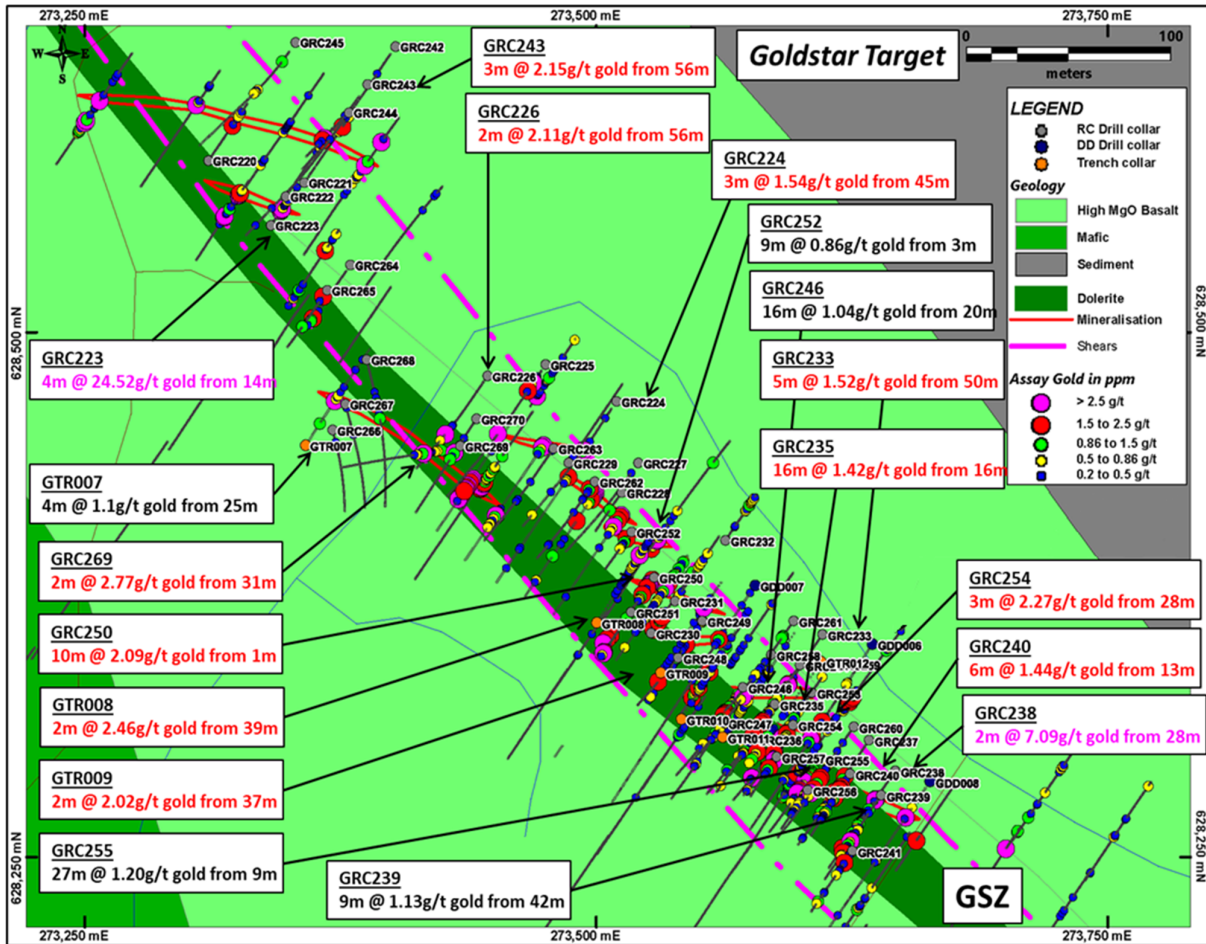 273,250 mE
273,500 mE
273,750 mE
N
W E
S
Goldstar Target
0 100
meters
LEGEND
RC Drill collar
DD Drill collar
Trench collar
Geology
High MgO Basalt
Mafic
Sediment
Dolerite
Mineralisation
Shears
Assay Gold in ppm
> 2.5 g/t
1.5 to 2.5 g/t
0.86 to 1.5 g/t
0.5 to 0.86 g/t
0.2 to 0.5 g/t
GRC243
3m @ 2.15g/t gold from 56m
GRC226
2m @ 2.11g/t gold from 56m
GRC224
3m @ 1.54g/t gold from 45m
GRC252
9m @ 0.86g/t gold from 3m
GRC246
16m @ 1.04g/t gold from 20m
GRC233
5m @ 1.52g/t gold from 50m
GRC235
16m @ 1.42g/t gold from 16m
GRC254
3m @ 2.27g/t gold from 28m
GRC240
6m @ 1.44g/t gold from 13m
GRC238
2m @ 7.09g/t gold from 28m
GRC223
4m @ 24.52g/t gold from 14m
GTR007
4m @ 1.1g/t gold from 25m
GRC269
2m @ 2.77g/t gold from 31m
GRC250
10m @ 2.09g/t gold from 1m
GTR008
2m @ 2.46g/t gold from 39m
GTR009
2m @ 2.02g/t gold from 37m
GRC255
27m @ 1.20g/t gold from 9m
GRC239
9m @ 1.13g/t gold from 42m
GSZ
GRC245
GRC242
GRC243
GRC244
GRC220
GRC221
GRC222
GRC223
GRC264
GRC265
GRC268
GRC267
GRC266
GTR007
GRC225
GRC226
GRC224
GRC270
GRC269
GRC263
GRC229
GRC227
GRC262
GRC228
GRC252
GRC232
GRC250
GDD007
GRC231
GRC251
GTR008
GRC249
GRC230
GRC261
GRC233
GDD006
GRC248
GRC258
GTR012
GTR009
GRC246
GRC253
GRC235
GTR010
GRC247
GRC254
GRC260
GTR011
GRC236
GRC237
GRC257
GRC255
GRC240
GRC238
GDD008
GRC256
GRC239
GRC241
628,500 mN
628,500 mN
628,250 mN
628,250 mN
273,250 mE
273,500 mE
273,750 mE